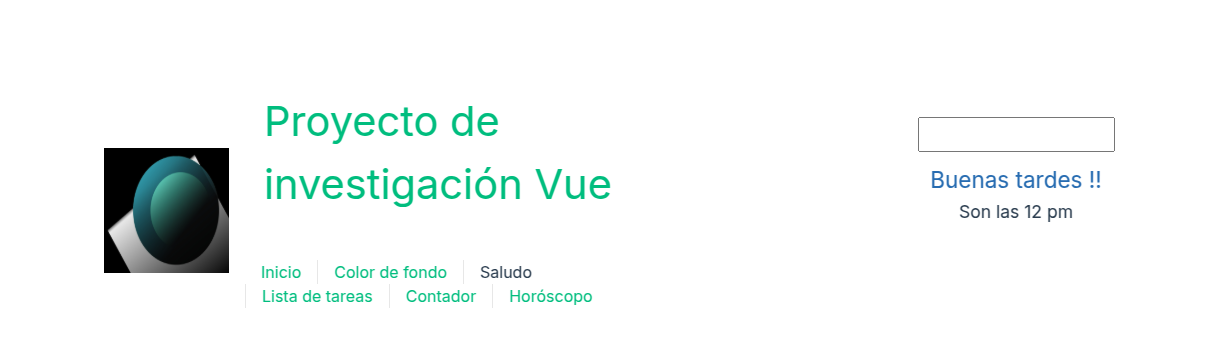 Proyecto de
investigación Vue
Inicio
Color de fondo
Saludo
Lista de tareas
Contador
Horóscopo
Buenas tardes !!
Son las 12 pm